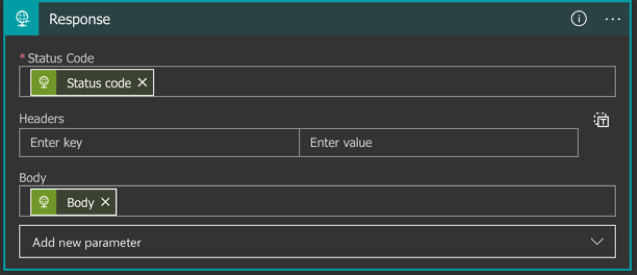 Response
* Status Code
Status code
Headers
Enter key Enter value
Body
Body
Add new parameter